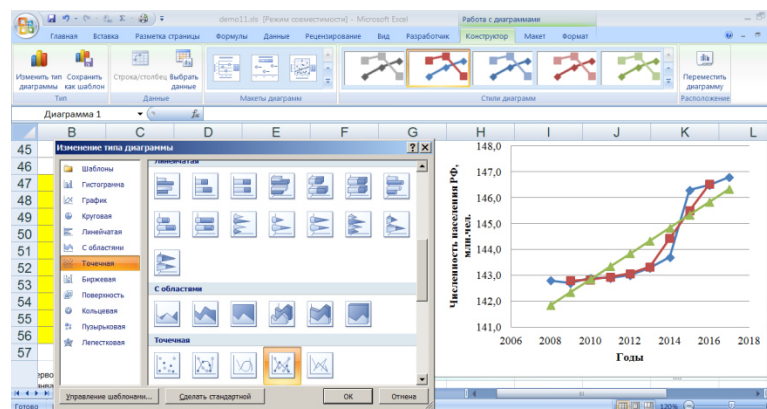 demo11.xls [Режим совместимости] - Microsoft Excel
Работа с диаграммами
Главная Вставка Разметка страницы Формулы Данные Рецензирование Вид Разработчик Конструктор Макет Формат
Изменить тип диаграммы
Сохранить как шаблон
Строка/столбец
Выбрать данные
Переместить диаграмму
Тип Данные Макеты диаграмм Стили диаграмм Расположение
Диаграмма 1 fx
B C D E F G H I J K L
45
46
47
48
49
50
51
52
53
54
55
56
57
Изменение типа диаграммы
Шаблоны
Гистограмма
График
Круговая
Линейчатая
С областями
Точечная
Биржевая
Поверхность
Кольцевая
Пузырьковая
Лепестковая
Линейчатая
С областями
Точечная
Управление шаблонами... Сделать стандартной ОК Отмена
Численность населения РФ,
млн.чел.
148,0
147,0
146,0
145,0
144,0
143,0
142,0
141,0
2006 2008 2010 2012 2014 2016 2018
Годы
Готово 120%